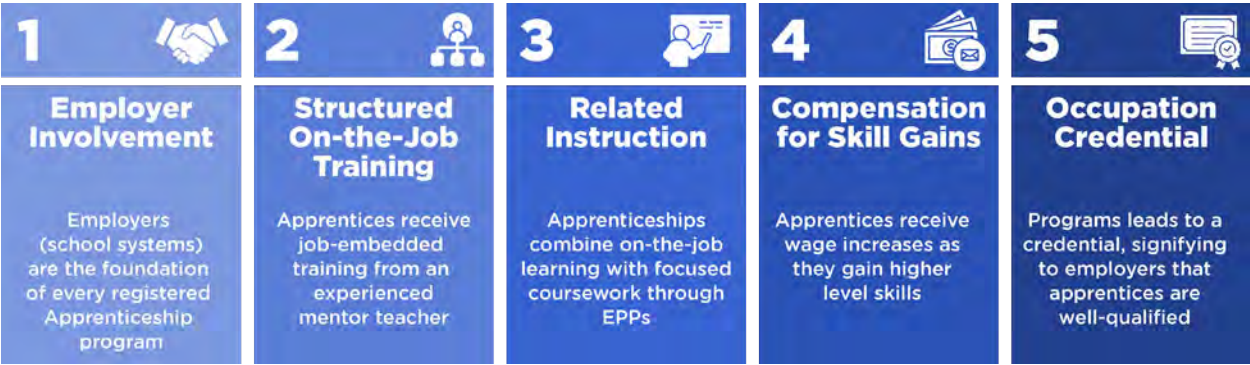 1
Employer
Involvement
Employers
(school systems)
are the foundation
of every registered
Apprenticeship
program
2
Structured
On-the-Job
Training
Apprentices receive
job-embedded
training from an
experienced
mentor teacher
3
Related
Instruction
Apprenticeships
combine on-the-job
learning with focused
coursework through
EPPs
4
Compensation
for Skill Gains
Apprentices receive
wage increases as
they gain higher
level skills
5
Occupation
Credential
Programs leads to a
credential, signifying
to employers that
apprentices are
well-qualified